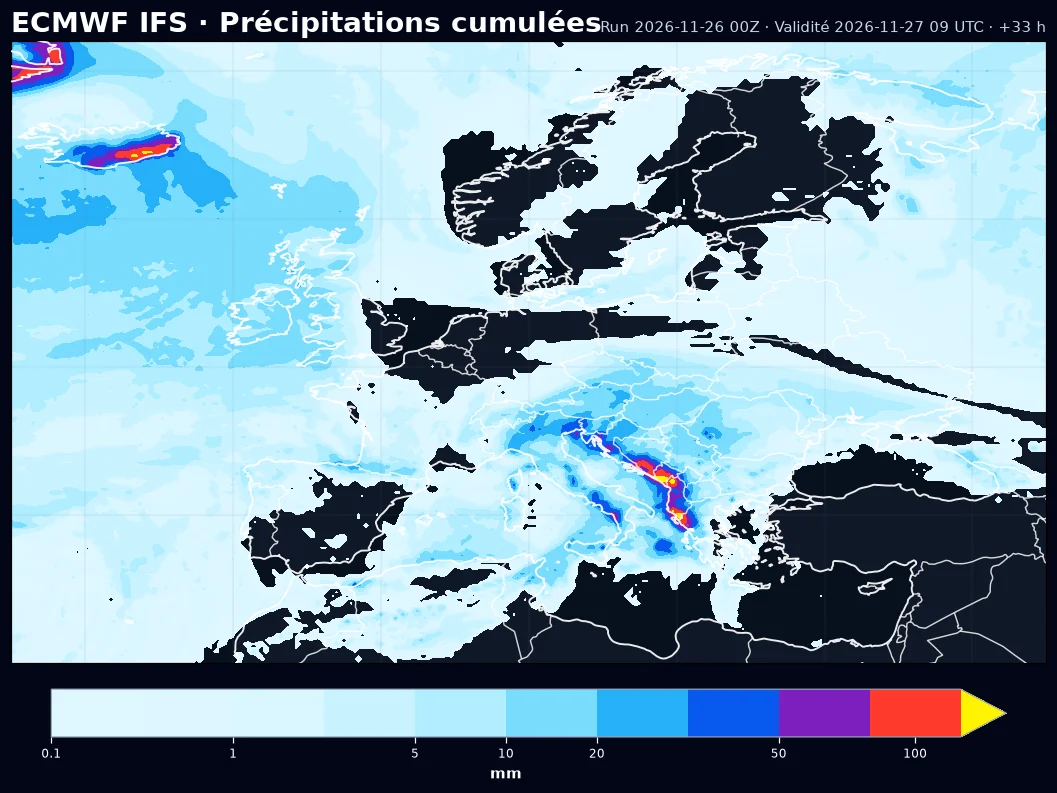 ECMWF IFS · Précipitations cumulées
Run 2026-11-26 00Z · Validité 2026-11-27 09 UTC · +33 h
0.1 1 5 10 20 50 100
mm